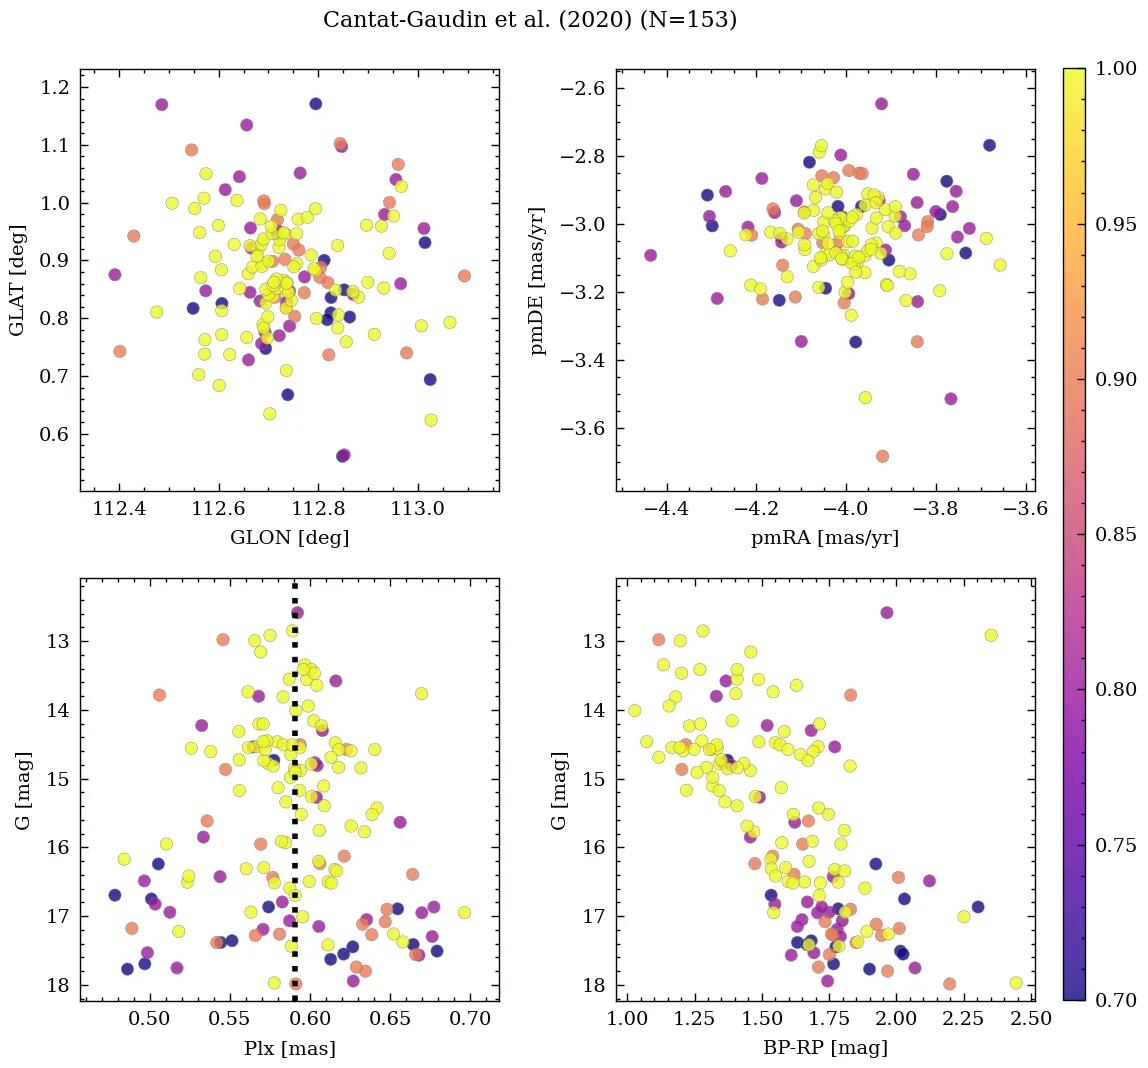 Cantat-Gaudin et al. (2020) (N=153)
1.2
1.1
1.0
0.9
0.8
0.7
0.6
GLAT [deg]
112.4 112.6 112.8 113.0
GLON [deg]
−2.6
−2.8
−3.0
−3.2
−3.4
−3.6
pmDE [mas/yr]
−4.4 −4.2 −4.0 −3.8 −3.6
pmRA [mas/yr]
13
14
15
16
17
18
G [mag]
0.50 0.55 0.60 0.65 0.70
Plx [mas]
13
14
15
16
17
18
G [mag]
1.00 1.25 1.50 1.75 2.00 2.25 2.50
BP-RP [mag]
1.00
0.95
0.90
0.85
0.80
0.75
0.70